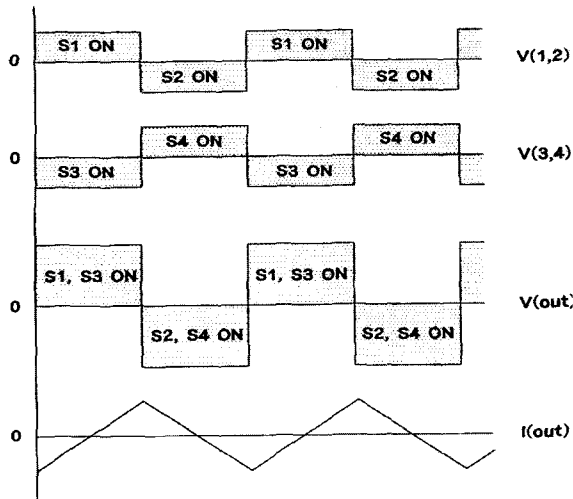 S1 ON
S1 ON
0
V(1,2)
S2 ON
S2 ON
S4 ON
S4 ON
0
V(3,4)
S3 ON
S3 ON
S1, S3 ON
S1, S3 ON
0
V(out)
S2, S4 ON
S2, S4 ON
0
I(out)